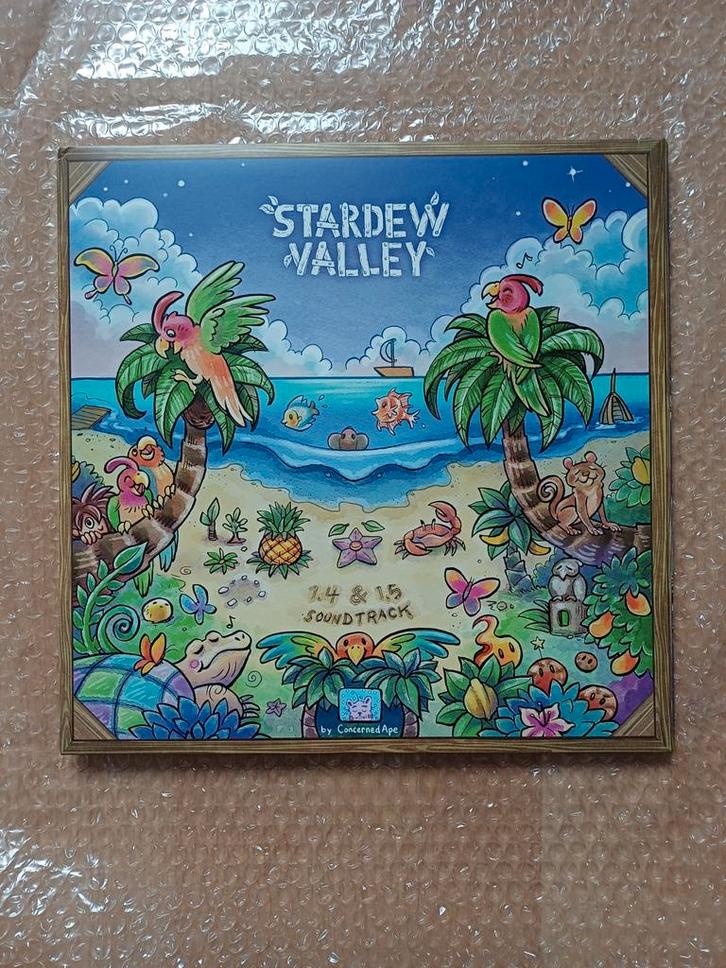 STARDEW
VALLEY
1.4 & 1.5
SOUNDTRACK
by ConcernedApe